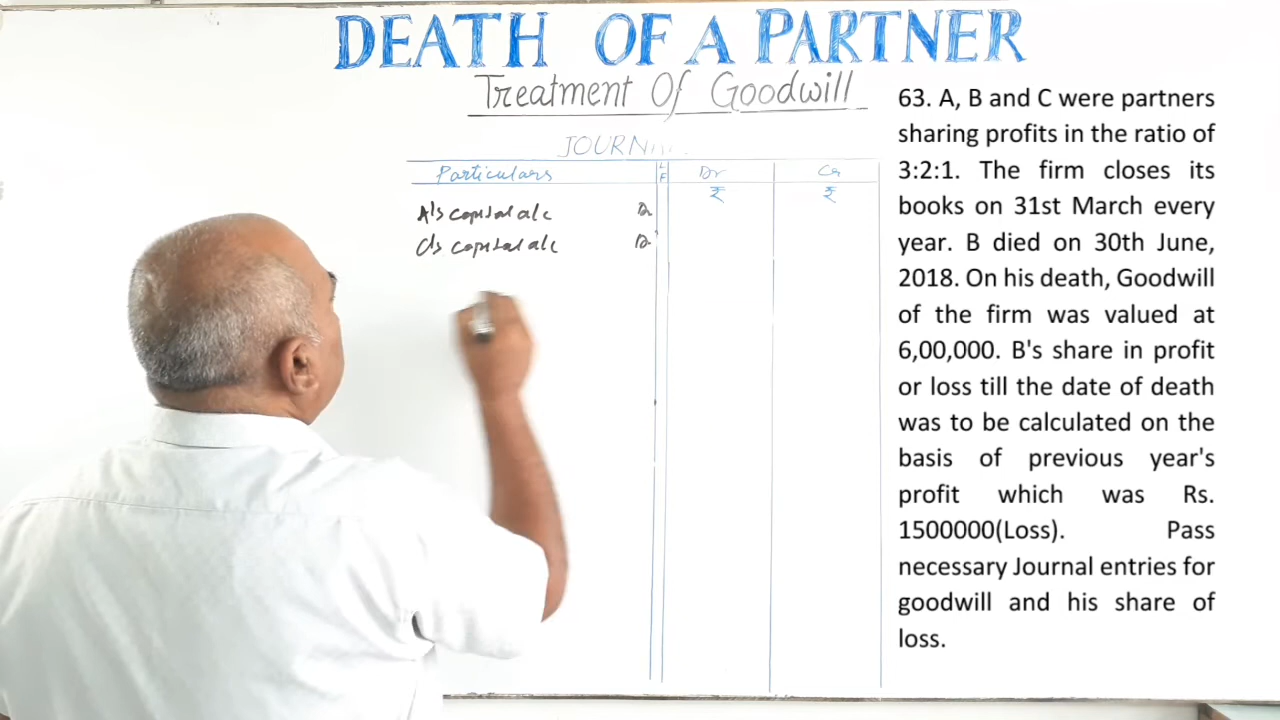 DEATH OF A PARTNER
Treatment Of Goodwill
JOURN
Particulars L F Dr Cr
₹ ₹
A's capital a/c Dr
C's capital a/c Dr
63. A, B and C were partners
sharing profits in the ratio of
3:2:1. The firm closes its
books on 31st March every
year. B died on 30th June,
2018. On his death, Goodwill
of the firm was valued at
6,00,000. B's share in profit
or loss till the date of death
was to be calculated on the
basis of previous year's
profit which was Rs.
1500000(Loss). Pass
necessary Journal entries for
goodwill and his share of
loss.